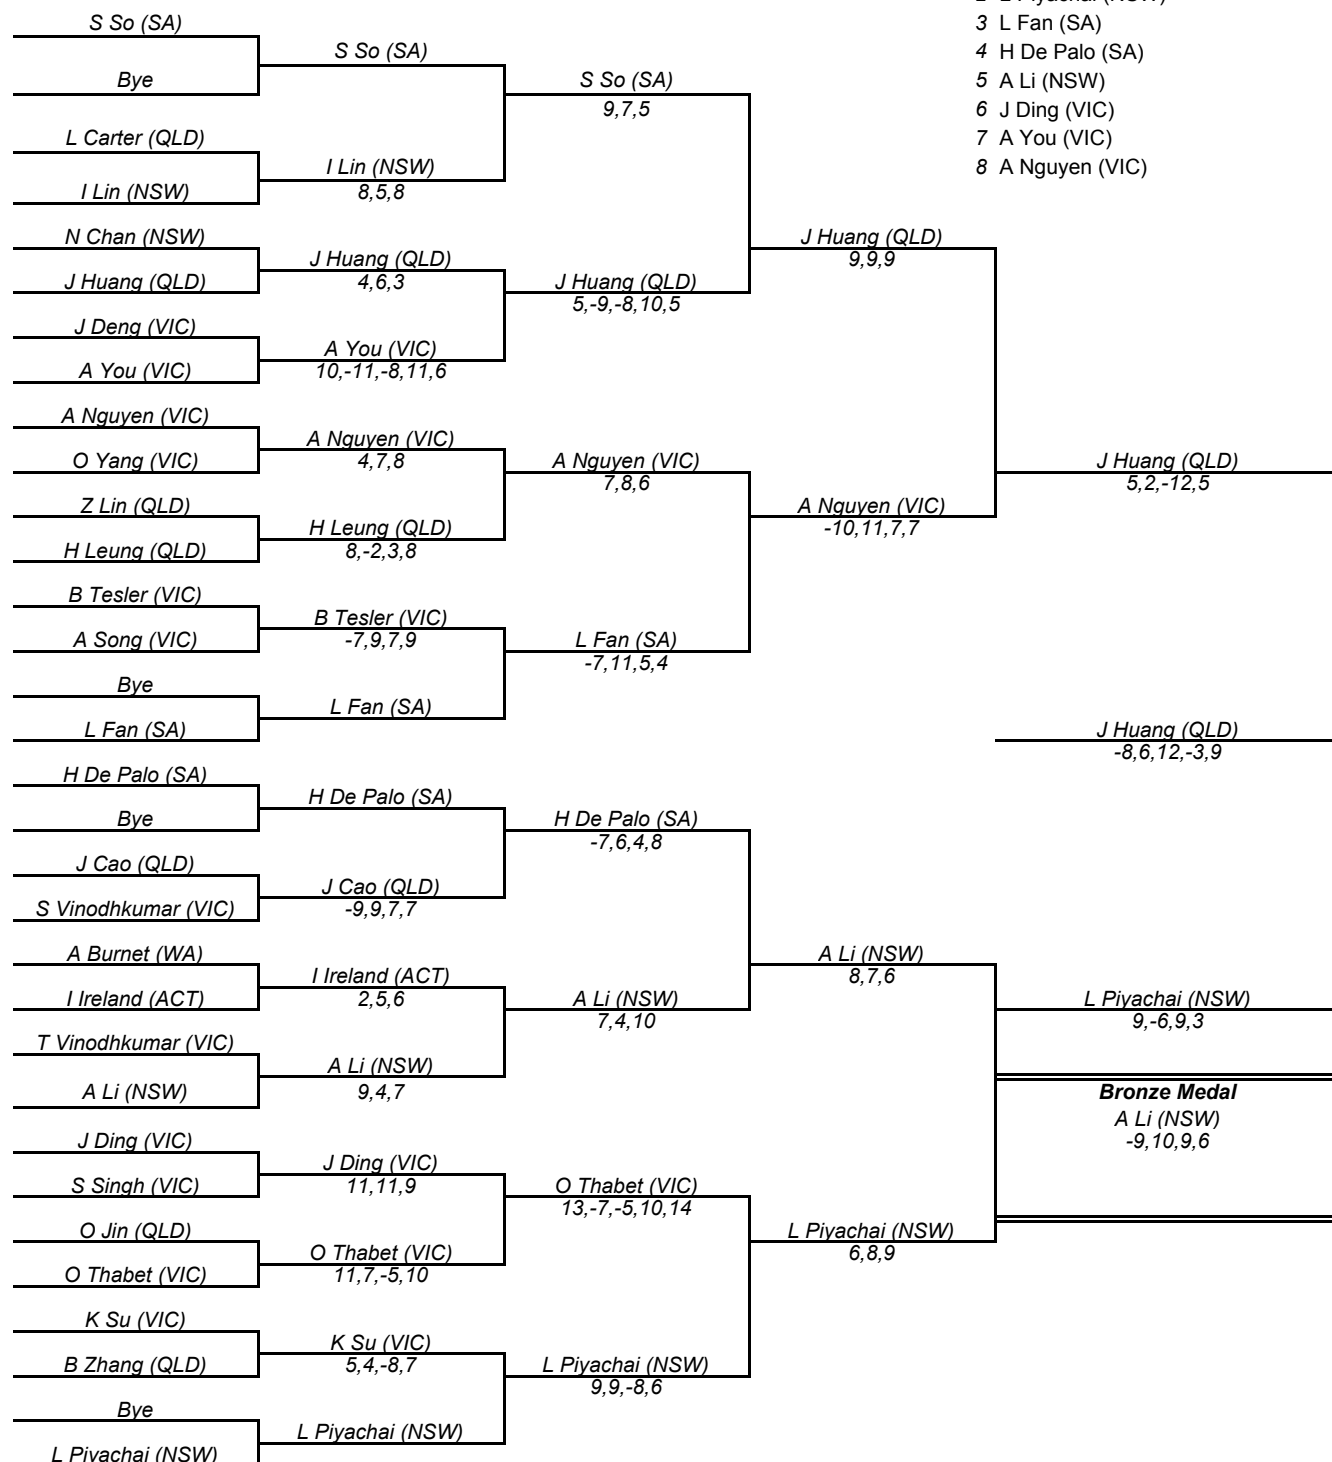 S So (SA)
Bye
L Carter (QLD)
I Lin (NSW)
N Chan (NSW)
J Huang (QLD)
J Deng (VIC)
A You (VIC)
A Nguyen (VIC)
O Yang (VIC)
Z Lin (QLD)
H Leung (QLD)
B Tesler (VIC)
A Song (VIC)
Bye
L Fan (SA)
H De Palo (SA)
Bye
J Cao (QLD)
S Vinodhkumar (VIC)
A Burnet (WA)
I Ireland (ACT)
T Vinodhkumar (VIC)
A Li (NSW)
J Ding (VIC)
S Singh (VIC)
O Jin (QLD)
O Thabet (VIC)
K Su (VIC)
B Zhang (QLD)
Bye
L Piyachai (NSW)
S So (SA)
I Lin (NSW)
8,5,8
J Huang (QLD)
4,6,3
A You (VIC)
10,-11,-8,11,6
A Nguyen (VIC)
4,7,8
H Leung (QLD)
8,-2,3,8
B Tesler (VIC)
-7,9,7,9
L Fan (SA)
H De Palo (SA)
J Cao (QLD)
-9,9,7,7
I Ireland (ACT)
2,5,6
A Li (NSW)
9,4,7
J Ding (VIC)
11,11,9
O Thabet (VIC)
11,7,-5,10
K Su (VIC)
5,4,-8,7
L Piyachai (NSW)
S So (SA)
9,7,5
J Huang (QLD)
5,-9,-8,10,5
A Nguyen (VIC)
7,8,6
L Fan (SA)
-7,11,5,4
H De Palo (SA)
-7,6,4,8
A Li (NSW)
7,4,10
O Thabet (VIC)
13,-7,-5,10,14
L Piyachai (NSW)
9,9,-8,6
J Huang (QLD)
9,9,9
A Nguyen (VIC)
-10,11,7,7
A Li (NSW)
8,7,6
L Piyachai (NSW)
6,8,9
3 L Fan (SA)
4 H De Palo (SA)
5 A Li (NSW)
6 J Ding (VIC)
7 A You (VIC)
8 A Nguyen (VIC)
J Huang (QLD)
5,2,-12,5
J Huang (QLD)
-8,6,12,-3,9
L Piyachai (NSW)
9,-6,9,3
Bronze Medal
A Li (NSW)
-9,10,9,6